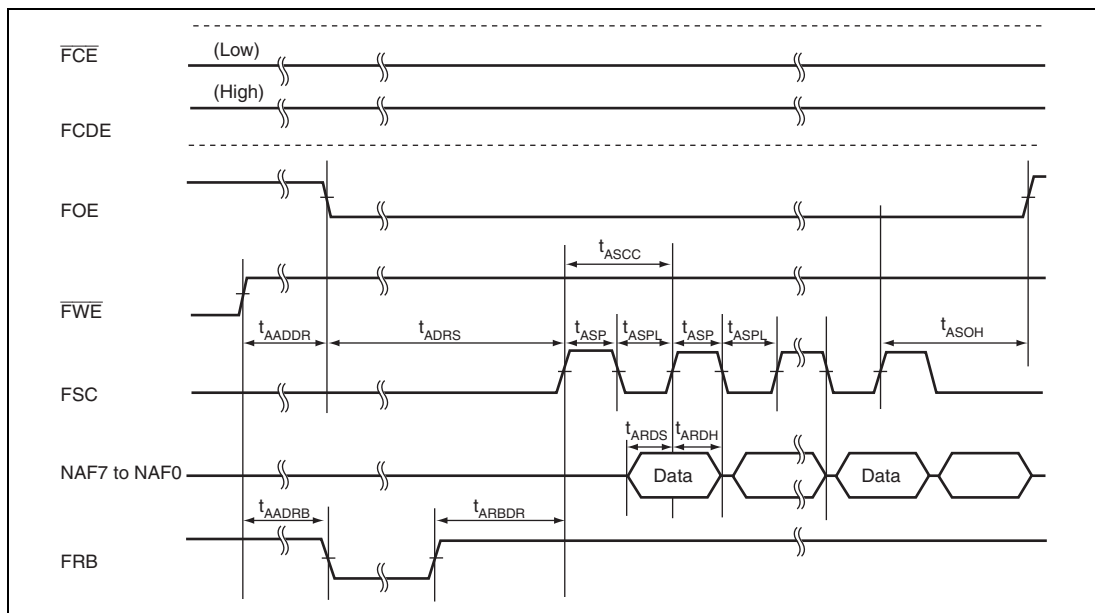 FCE
(Low)
(High)
FCDE
FOE
tASCC
FWE
tAADDR tADRS tASP tASPL tASP tASPL tASOH
FSC
tARDS tARDH
NAF7 to NAF0 Data Data
tAADRB tARBDR
FRB